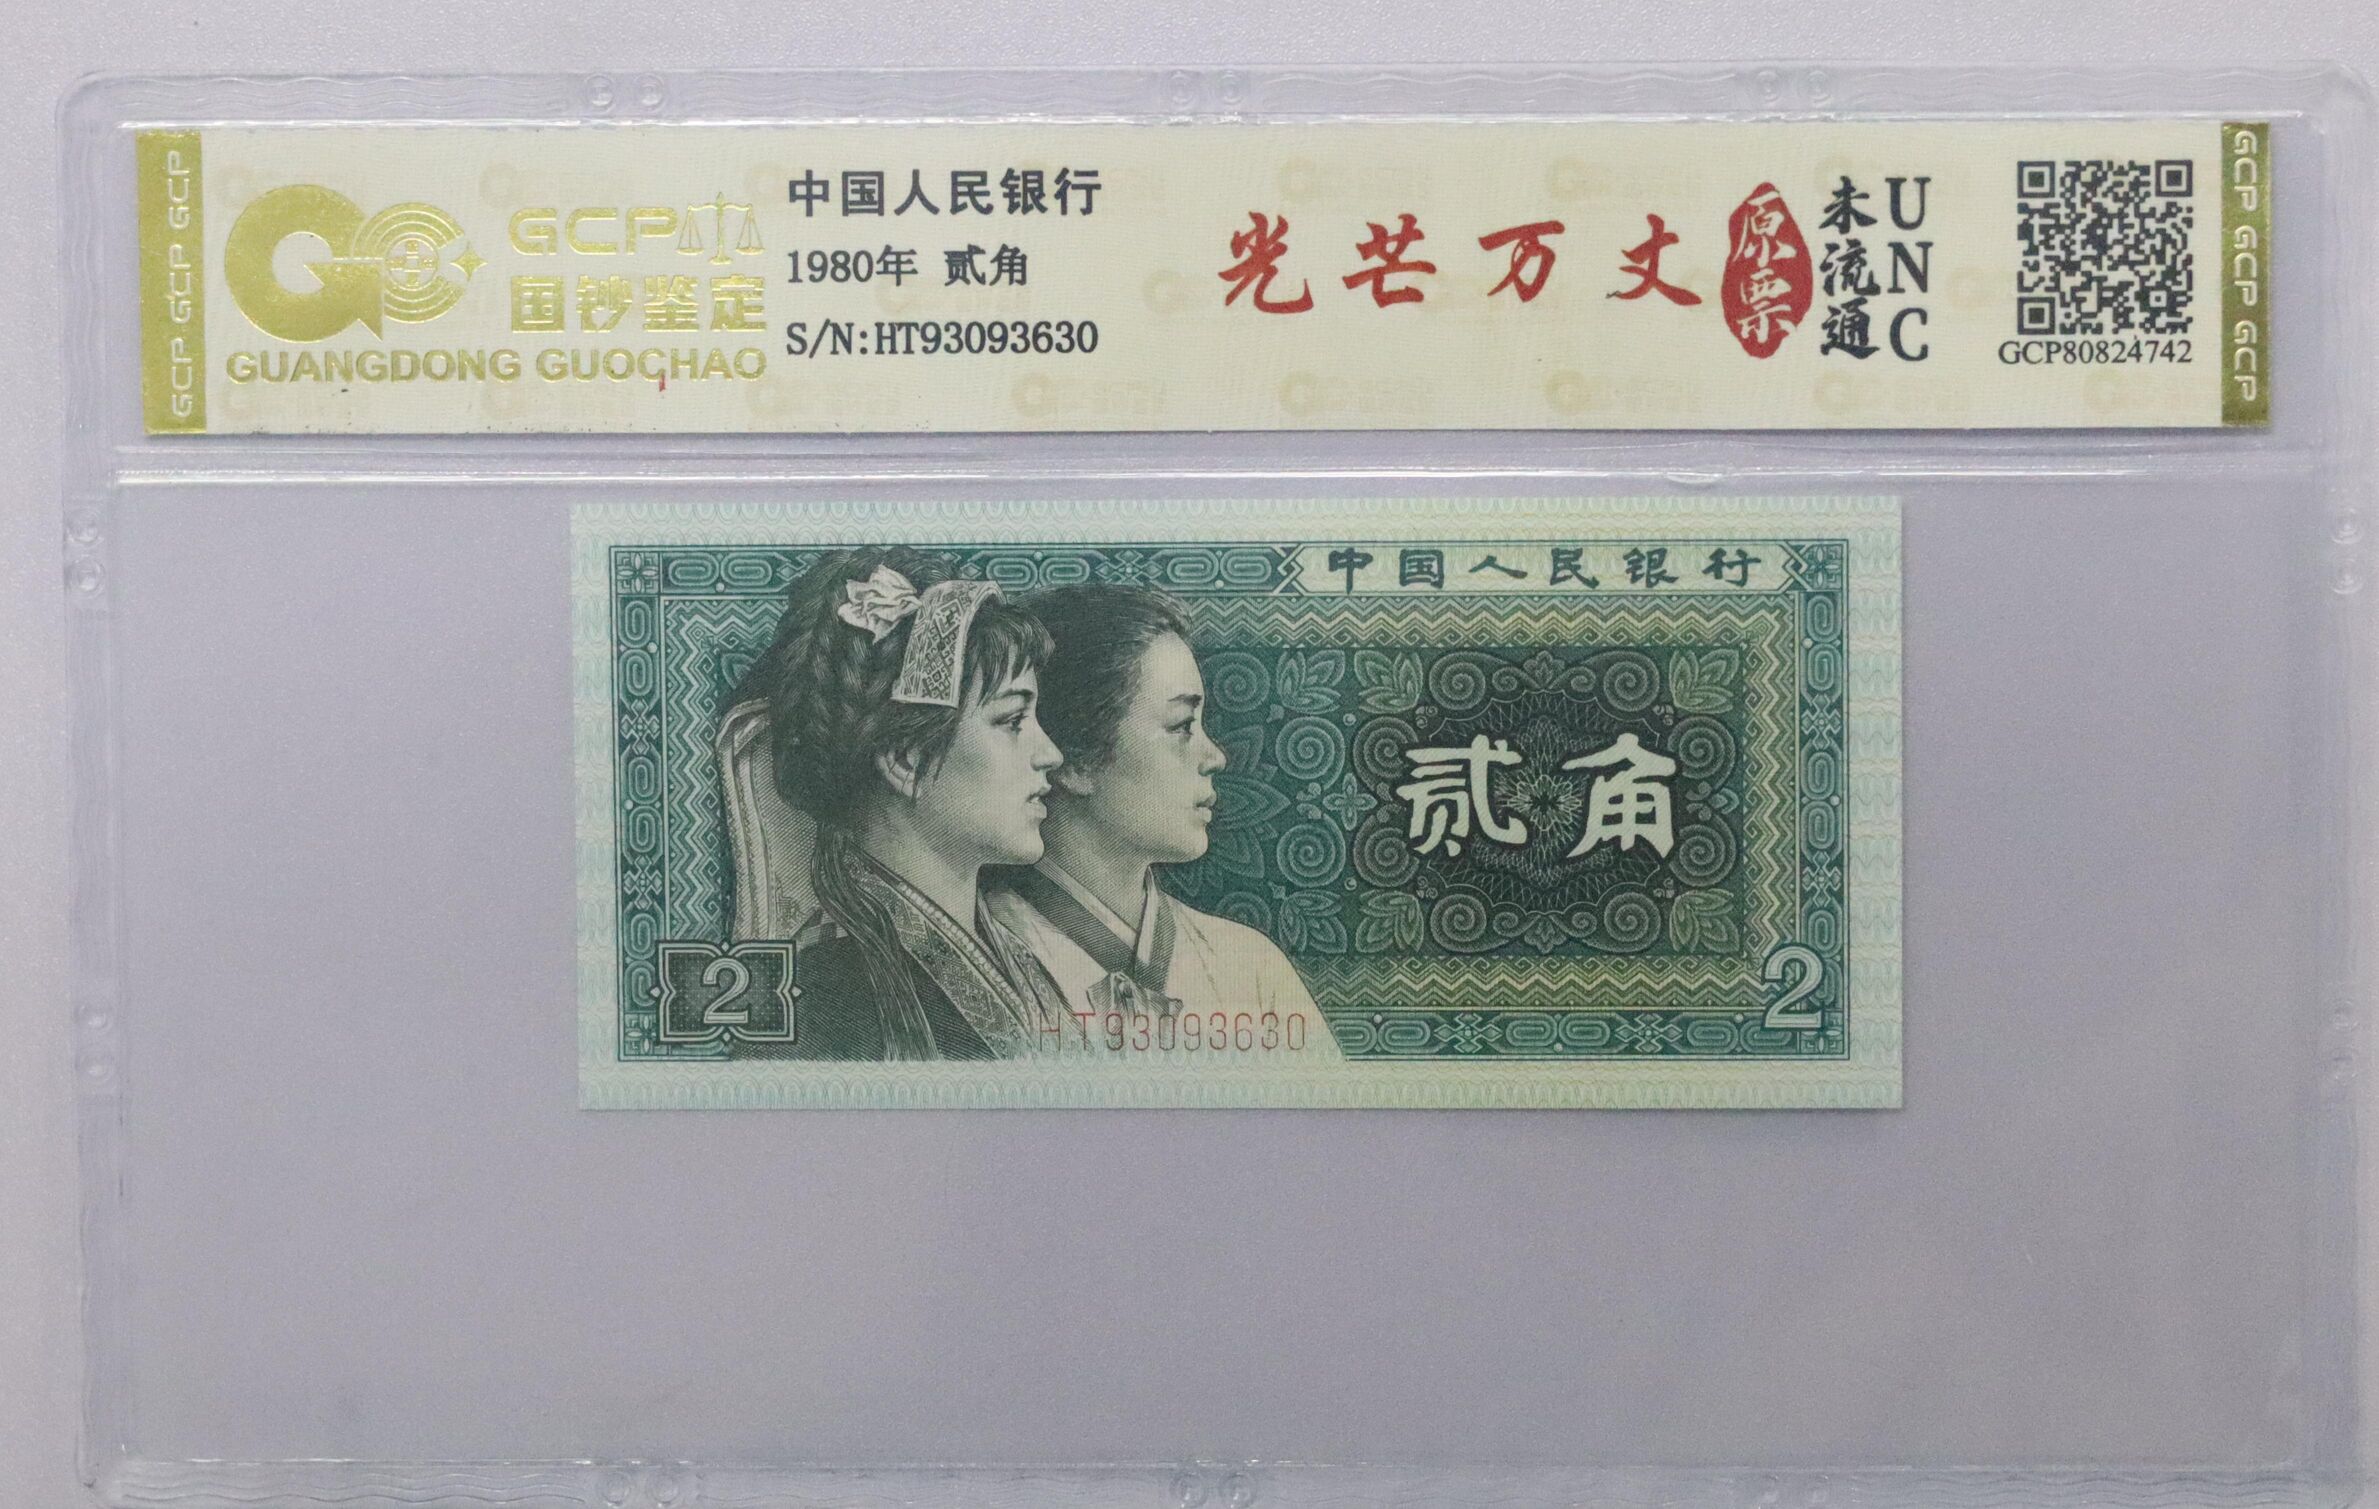 GCP GCP GCP
GCP
国钞鉴定
GUANGDONG GUOCHAO
中国人民银行
1980年 贰角
S/N:HT93093630
光芒万丈
原票
未流通
UNC
GCP80824742
GCP GCP GCP
中国人民银行
贰角
2
HT93093630
2